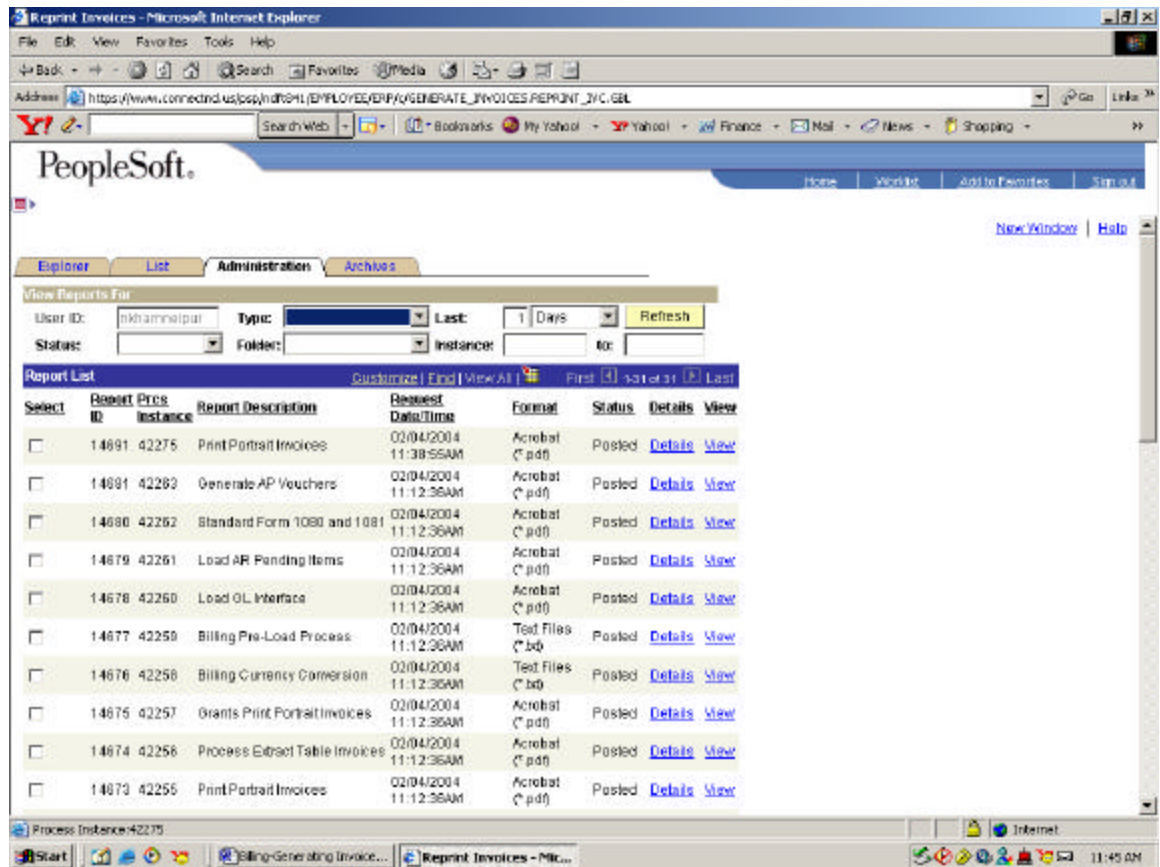 Reprint Invoices - Microsoft Internet Explorer
File Edit View Favorites Tools Help
Back Search Favorites Media
Address https://www.connectnd.us/psp/ndft841/EMPLOYEE/ERP/c/GENERATE_INVOICES.REPRINT_IVC.GBL Go Links »
Y! Search Web Bookmarks My Yahoo! Yahoo! Finance Mail News Shopping »
PeopleSoft.
Home Worklist Add to Favorites Sign out
New Window | Help
Explorer List Administration Archives
View Reports For
User ID: nkhamneipur Type: Last: 1 Days Refresh
Status: Folder: Instance: to:
Report List Customize | Find | View All | First 1-31 of 31 Last
Select Report ID Prcs Instance Report Description Request Date/Time Format Status Details View
14691 42275 Print Portrait Invoices 02/04/2004 11:38:55AM Acrobat (*.pdf) Posted Details View
14681 42263 Generate AP Vouchers 02/04/2004 11:12:36AM Acrobat (*.pdf) Posted Details View
14680 42262 Standard Form 1080 and 1081 02/04/2004 11:12:36AM Acrobat (*.pdf) Posted Details View
14679 42261 Load AR Pending Items 02/04/2004 11:12:36AM Acrobat (*.pdf) Posted Details View
14678 42260 Load GL Interface 02/04/2004 11:12:36AM Acrobat (*.pdf) Posted Details View
14677 42259 Billing Pre-Load Process 02/04/2004 11:12:36AM Text Files (*.txt) Posted Details View
14676 42258 Billing Currency Conversion 02/04/2004 11:12:36AM Text Files (*.txt) Posted Details View
14675 42257 Grants Print Portrait Invoices 02/04/2004 11:12:36AM Acrobat (*.pdf) Posted Details View
14674 42256 Process Extract Table Invoices 02/04/2004 11:12:36AM Acrobat (*.pdf) Posted Details View
14673 42255 Print Portrait Invoices 02/04/2004 11:12:36AM Acrobat (*.pdf) Posted Details View
Process Instance:42275 Internet
Start Billing-Generating Invoice... Reprint Invoices - Mic... 11:45 AM